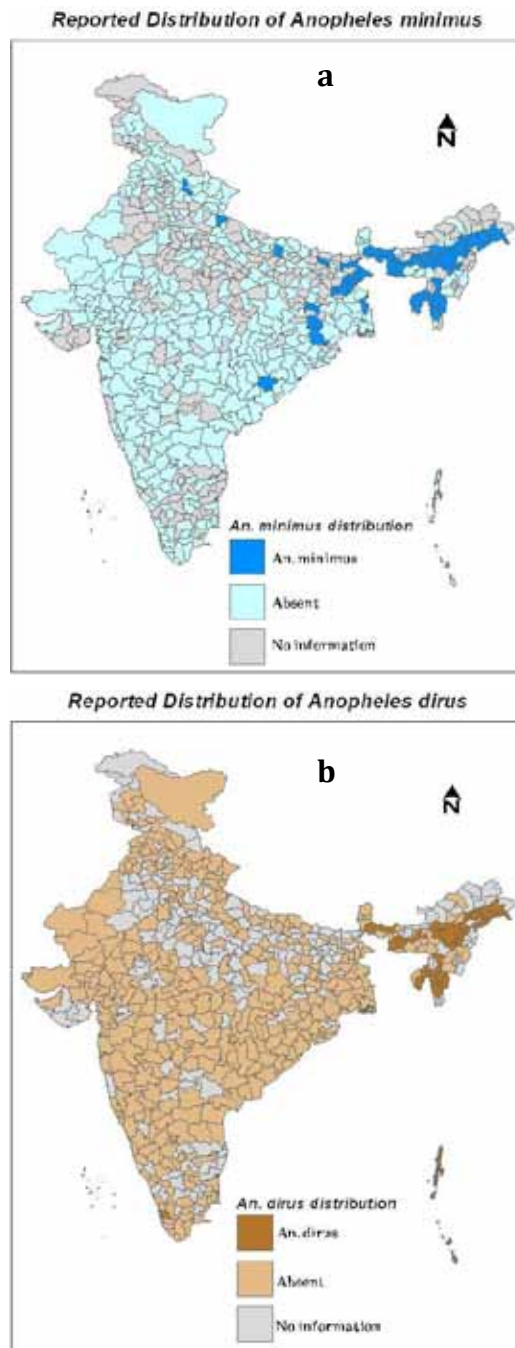 Reported Distribution of Anopheles minimus
a
N
An. minimus distribution
An. minimus
Absent
No information
Reported Distribution of Anopheles dirus
b
N
An. dirus distribution
An. dirus
Absent
No information